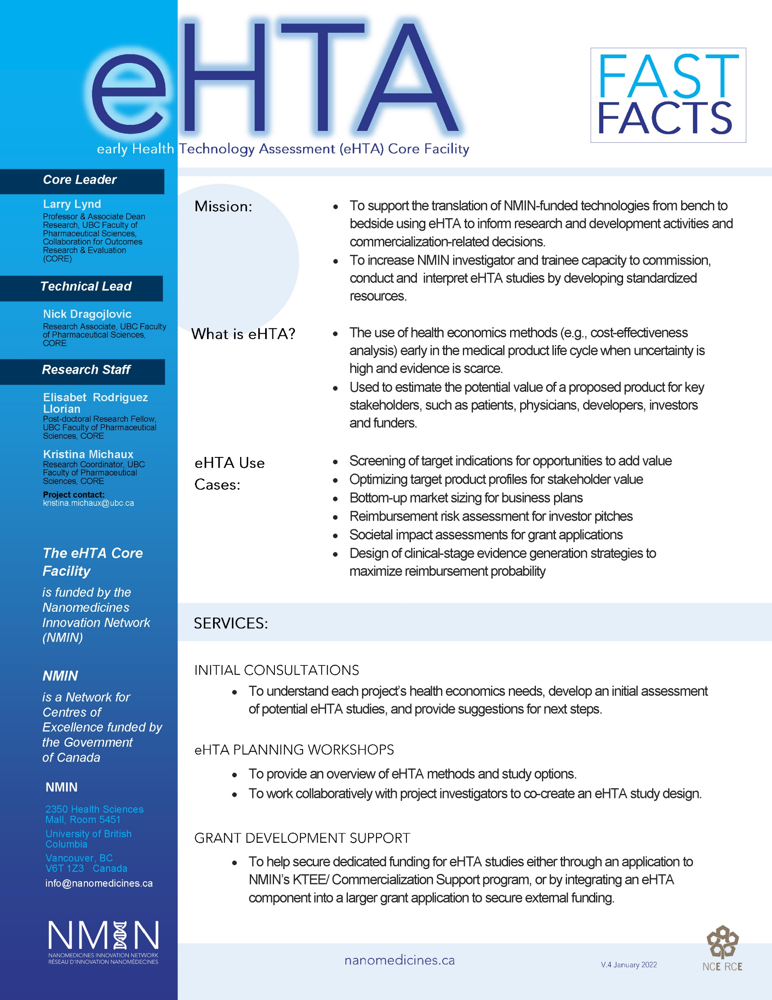 eHTA
early Health Technology Assessment (eHTA) Core Facility
FAST
FACTS
Core Leader
Larry Lynd
Professor & Associate Dean
Research, UBC Faculty of
Pharmaceutical Sciences,
Collaboration for Outcomes
Research & Evaluation
(CORE)
Technical Lead
Nick Dragojlovic
Research Associate, UBC Faculty
of Pharmaceutical Sciences,
CORE
Research Staff
Elisabet Rodriguez
Llorian
Post-doctoral Research Fellow,
UBC Faculty of Pharmaceutical
Sciences, CORE
Kristina Michaux
Research Coordinator, UBC
Faculty of Pharmaceutical
Sciences, CORE
Project contact:
kristina.michaux@ubc.ca
The eHTA Core
Facility
is funded by the
Nanomedicines
Innovation Network
(NMIN)
NMIN
is a Network for
Centres of
Excellence funded by
the Government
of Canada
NMIN
2350 Health Sciences
Mall, Room 5451
University of British
Columbia
Vancouver, BC
V6T 1Z3 Canada
info@nanomedicines.ca
NMIN
NANOMEDICINES INNOVATION NETWORK
RÉSEAU D'INNOVATION NANOMÉDECINES
Mission:
• To support the translation of NMIN-funded technologies from bench to
bedside using eHTA to inform research and development activities and
commercialization-related decisions.
• To increase NMIN investigator and trainee capacity to commission,
conduct and interpret eHTA studies by developing standardized
resources.
What is eHTA?
• The use of health economics methods (e.g., cost-effectiveness
analysis) early in the medical product life cycle when uncertainty is
high and evidence is scarce.
• Used to estimate the potential value of a proposed product for key
stakeholders, such as patients, physicians, developers, investors
and funders.
eHTA Use
Cases:
• Screening of target indications for opportunities to add value
• Optimizing target product profiles for stakeholder value
• Bottom-up market sizing for business plans
• Reimbursement risk assessment for investor pitches
• Societal impact assessments for grant applications
• Design of clinical-stage evidence generation strategies to
maximize reimbursement probability
SERVICES:
INITIAL CONSULTATIONS
• To understand each project's health economics needs, develop an initial assessment
of potential eHTA studies, and provide suggestions for next steps.
eHTA PLANNING WORKSHOPS
• To provide an overview of eHTA methods and study options.
• To work collaboratively with project investigators to co-create an eHTA study design.
GRANT DEVELOPMENT SUPPORT
• To help secure dedicated funding for eHTA studies either through an application to
NMIN's KTEE/ Commercialization Support program, or by integrating an eHTA
component into a larger grant application to secure external funding.
nanomedicines.ca
V.4 January 2022
NCE RCE